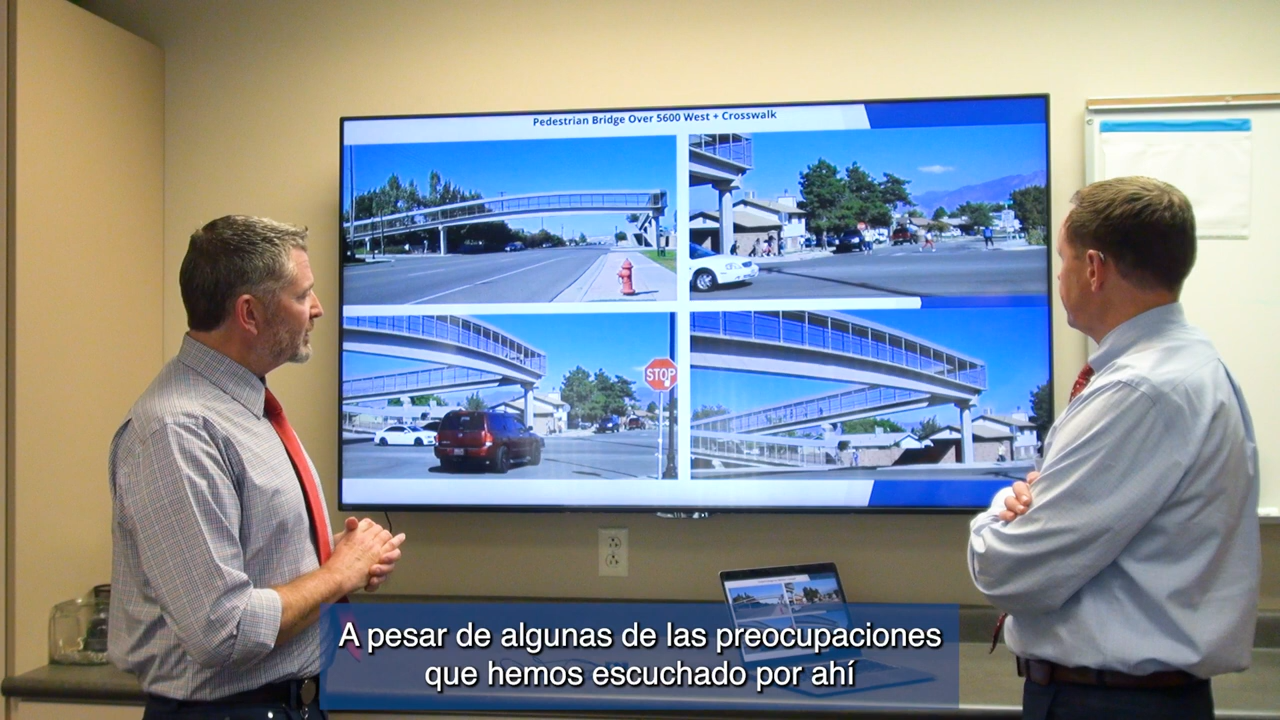 Pedestrian Bridge Over 5600 West + Crosswalk
STOP
A pesar de algunas de las preocupaciones
que hemos escuchado por ahí